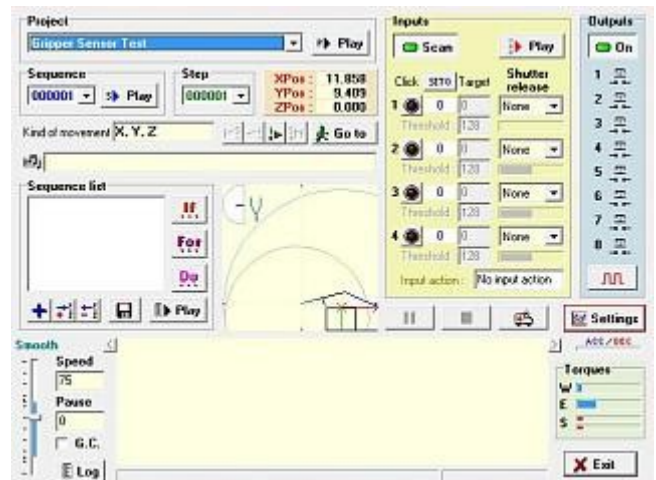 Project
Gripper Sensor Test
Play
Sequence
000001
Play
Step
000001
XPos : 11.858
YPos : 9.409
ZPos : 0.000
Kind of movement X, Y, Z
Go to
Sequence list
If
For
Do
Play
-Y
Inputs
Scan
Play
Click SET0 Target Shutter release
1 0 0 None
Threshold 128
2 0 0 None
Threshold 128
3 0 0 None
Threshold 128
4 0 0 None
Threshold 128
Input action : No input action
Outputs
On
1
2
3
4
5
6
7
8
Settings
ACC/DEC
Smooth
Speed
75
Pause
0
G.C.
Log
Torques
W
E
S
Exit